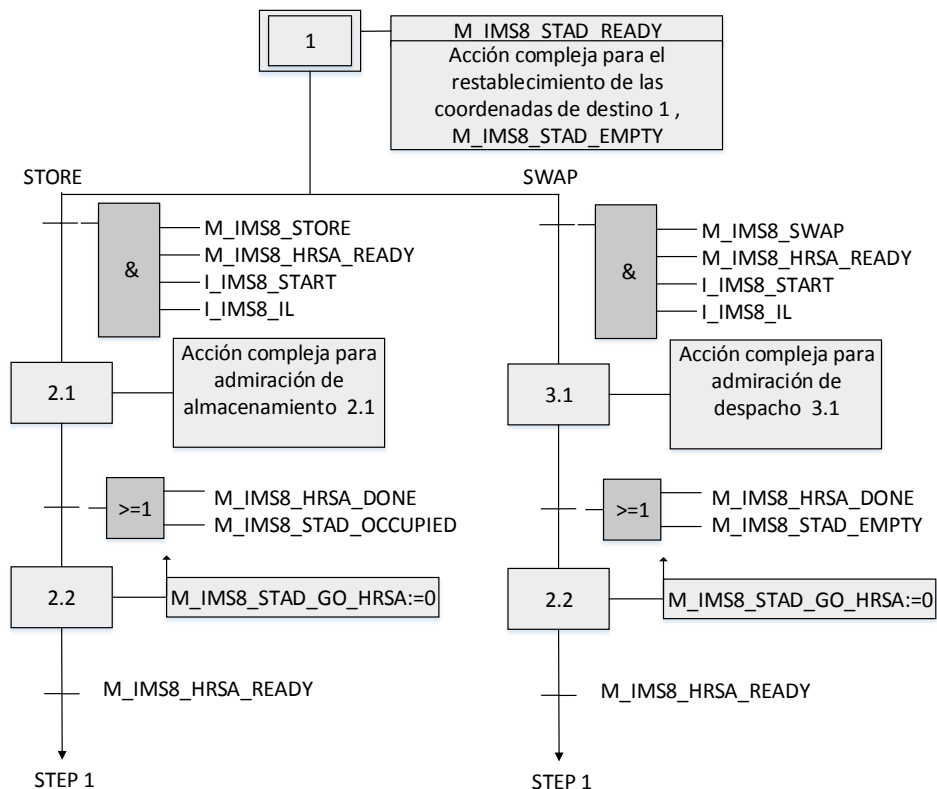 1
M_IMS8_STAD_READY
Acción compleja para el
restablecimiento de las
coordenadas de destino 1 ,
M_IMS8_STAD_EMPTY
STORE
SWAP
&
M_IMS8_STORE
M_IMS8_HRSA_READY
I_IMS8_START
I_IMS8_IL
&
M_IMS8_SWAP
M_IMS8_HRSA_READY
I_IMS8_START
I_IMS8_IL
2.1
Acción compleja para
admiración de
almacenamiento 2.1
3.1
Acción compleja para
admiración de
despacho 3.1
>=1
M_IMS8_HRSA_DONE
M_IMS8_STAD_OCCUPIED
>=1
M_IMS8_HRSA_DONE
M_IMS8_STAD_EMPTY
2.2
M_IMS8_STAD_GO_HRSA:=0
2.2
M_IMS8_STAD_GO_HRSA:=0
M_IMS8_HRSA_READY
M_IMS8_HRSA_READY
STEP 1
STEP 1